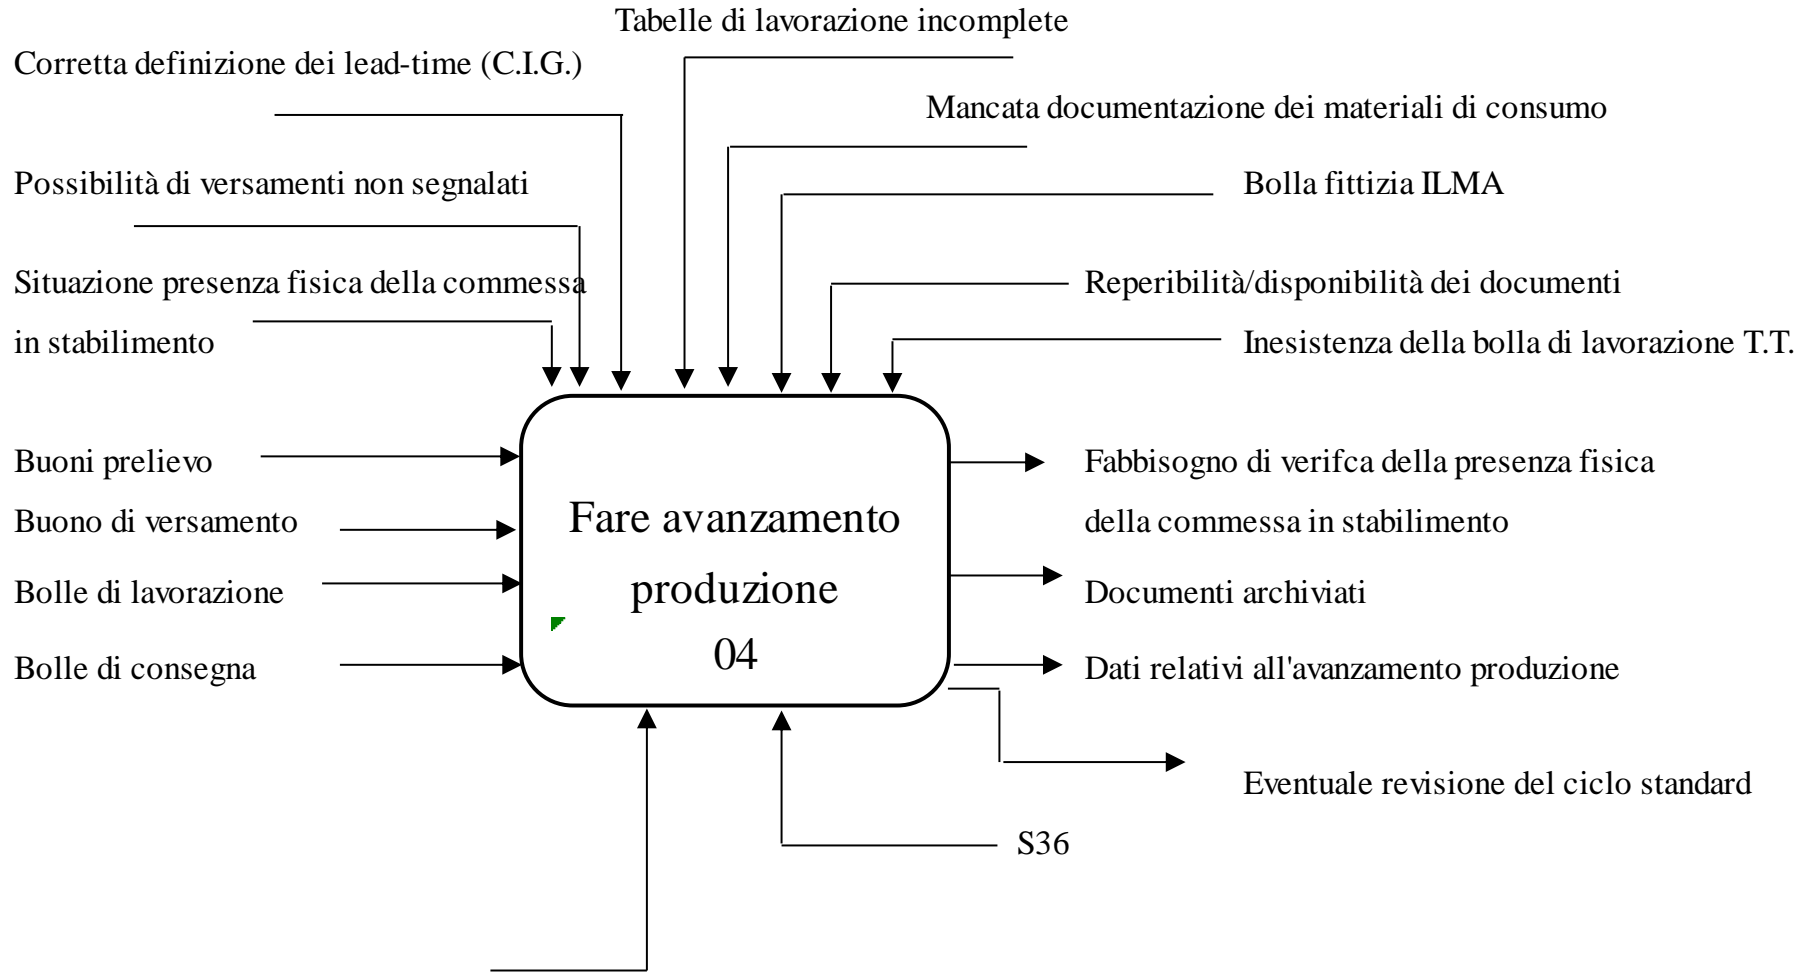 Tabelle di lavorazione incomplete
Corretta definizione dei lead-time (C.I.G.)
Mancata documentazione dei materiali di consumo
Possibilità di versamenti non segnalati
Bolla fittizia ILMA
Situazione presenza fisica della commessa
in stabilimento
Reperibilità/disponibilità dei documenti
Inesistenza della bolla di lavorazione T.T.
Buoni prelievo
Buono di versamento
Bolle di lavorazione
Bolle di consegna
Fare avanzamento
produzione
04
Fabbisogno di verifca della presenza fisica
della commessa in stabilimento
Documenti archiviati
Dati relativi all'avanzamento produzione
Eventuale revisione del ciclo standard
S36